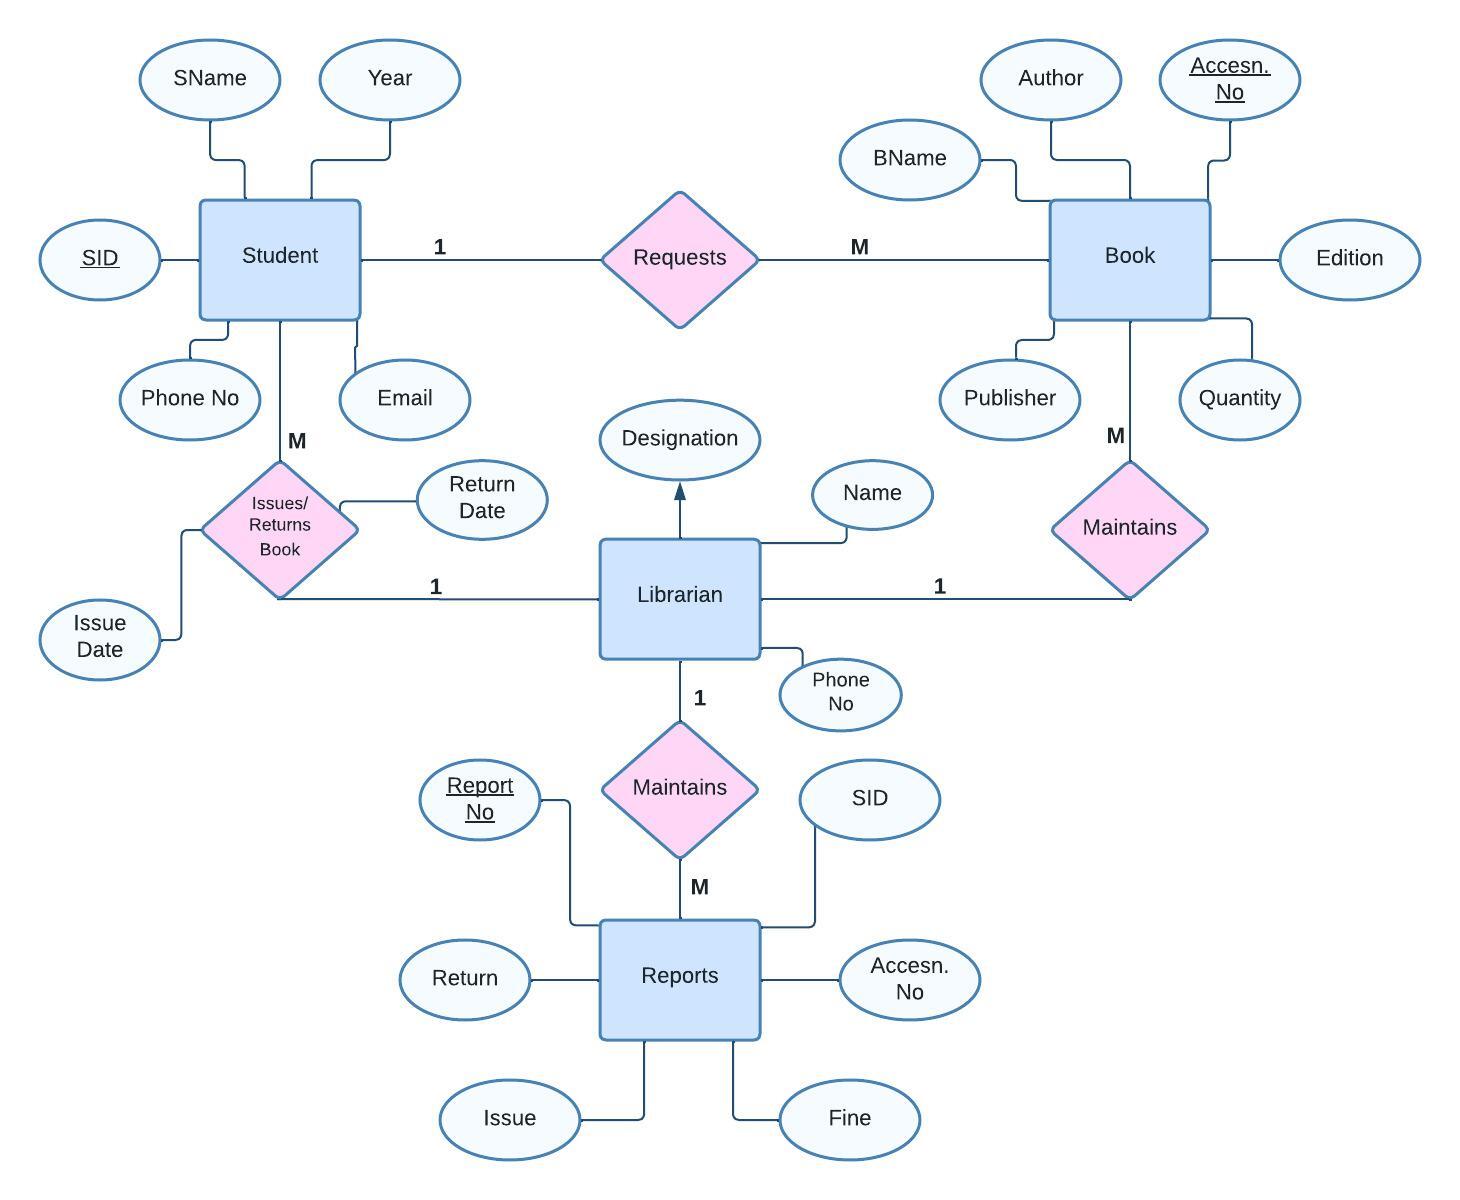 SName
Year
Author
Accesn.
No
BName
SID
Student
1
Requests
M
Book
Edition
Phone No
Email
Publisher
Quantity
M
Designation
M
Issues/
Returns
Book
Return
Date
Name
Maintains
1
Librarian
1
Issue
Date
Phone
No
1
Report
No
Maintains
SID
M
Return
Reports
Accesn.
No
Issue
Fine